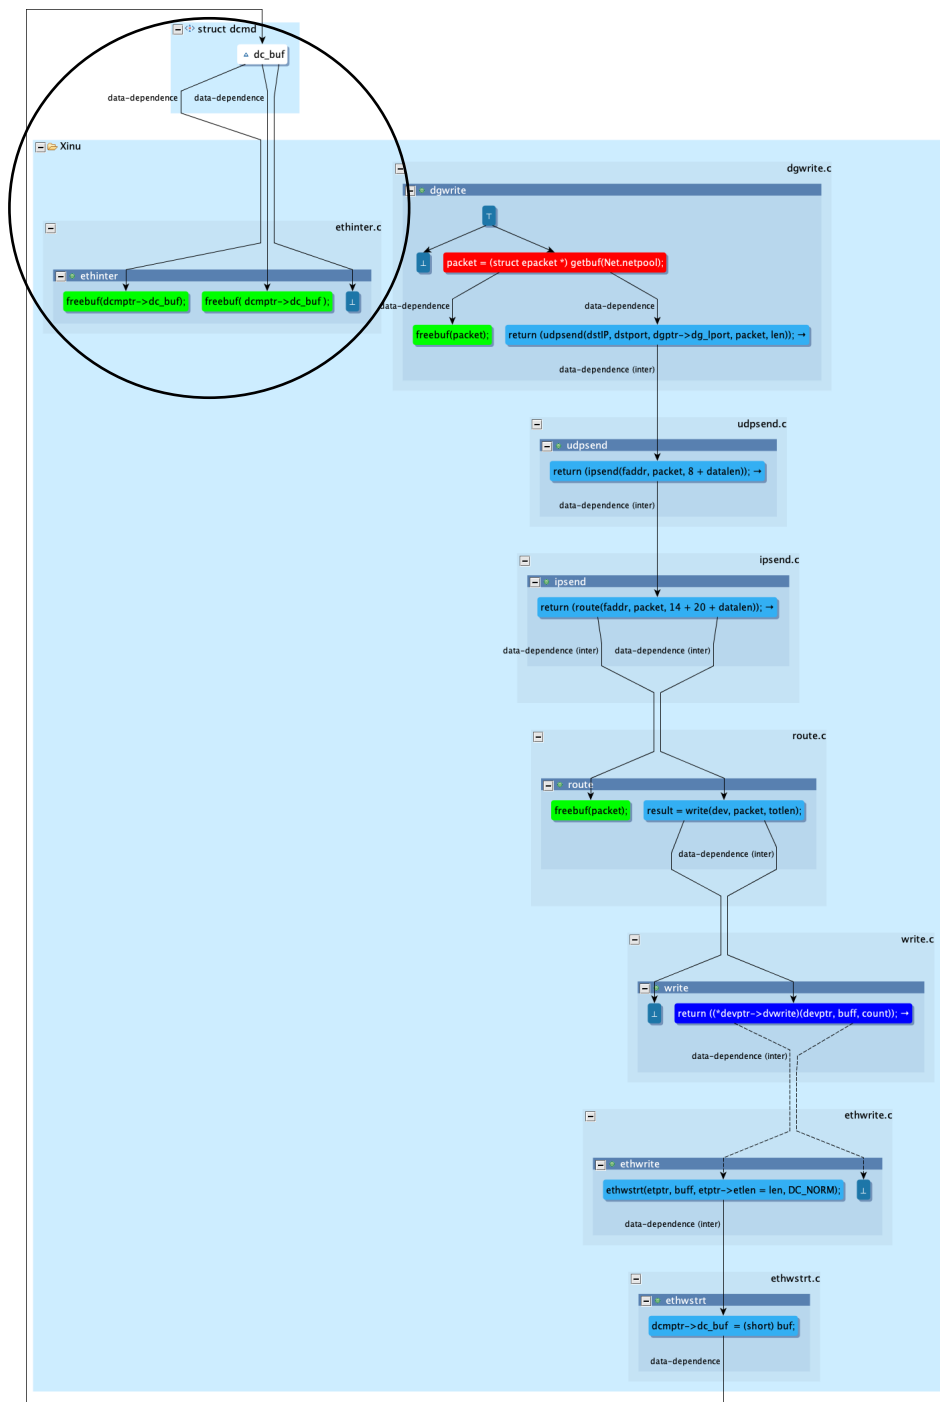 struct dcmd
dc_buf
data-dependence
data-dependence
Xinu
ethinter.c
ethinter
freebuf(dcmptr->dc_buf);
freebuf( dcmptr->dc_buf );
⊥
dgwrite.c
dgwrite
⊤
⊥
packet = (struct epacket *) getbuf(Net.netpool);
data-dependence
data-dependence
freebuf(packet);
return (udpsend(dstIP, dstport, dgptr->dg_lport, packet, len)); →
data-dependence (inter)
udpsend.c
udpsend
return (ipsend(faddr, packet, 8 + datalen)); →
data-dependence (inter)
ipsend.c
ipsend
return (route(faddr, packet, 14 + 20 + datalen)); →
data-dependence (inter)
data-dependence (inter)
route.c
route
freebuf(packet);
result = write(dev, packet, totlen);
data-dependence (inter)
write.c
write
⊥
return ((*devptr->dvwrite)(devptr, buff, count)); →
data-dependence (inter)
ethwrite.c
ethwrite
ethwstrt(etptr, buff, etptr->etlen = len, DC_NORM);
⊥
data-dependence (inter)
ethwstrt.c
ethwstrt
dcmptr->dc_buf = (short) buf;
data-dependence